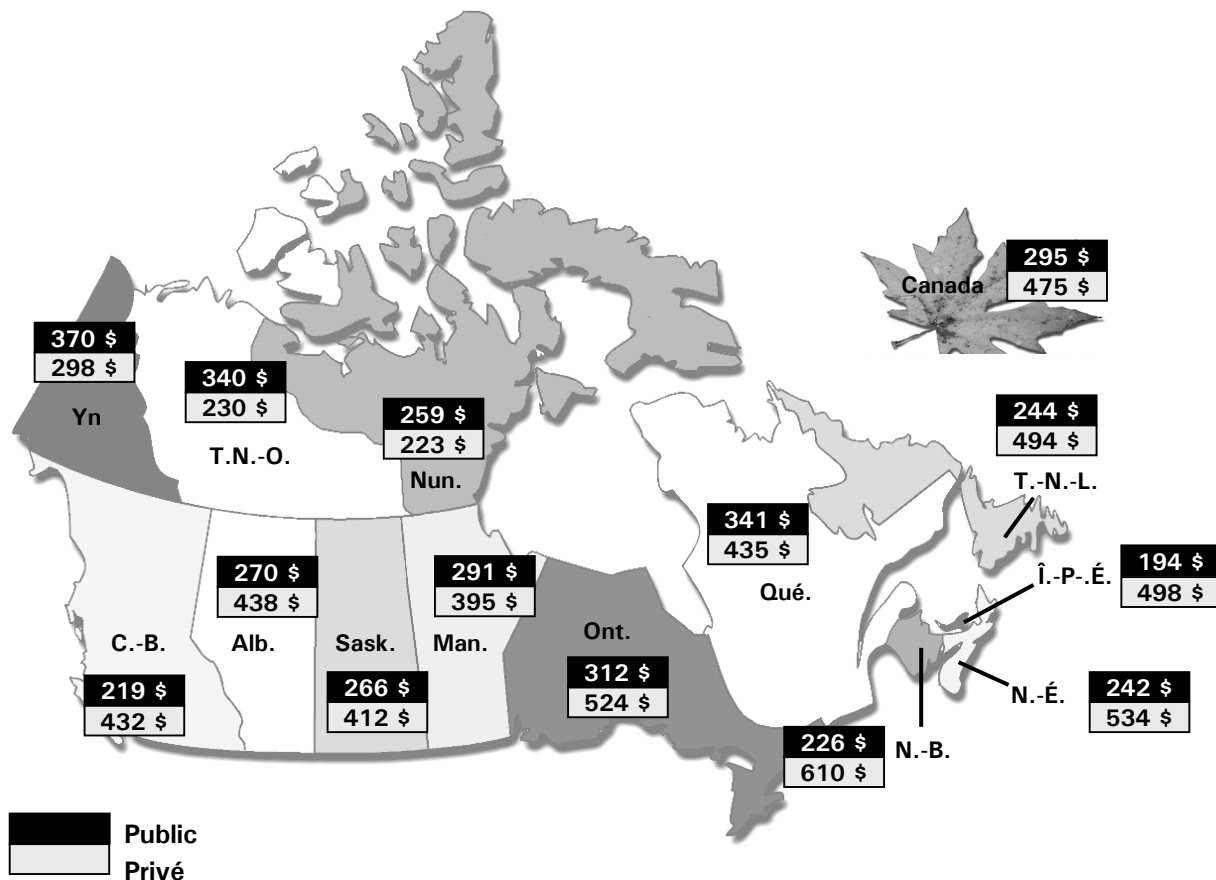 295 $
Canada
475 $
370 $
298 $
Yn
340 $
230 $
T.N.-O.
259 $
223 $
Nun.
244 $
494 $
T.-N.-L.
341 $
435 $
Qué.
194 $
498 $
Î.-P-.É.
270 $
438 $
Alb.
291 $
395 $
Man.
C.-B.
219 $
432 $
Sask.
266 $
412 $
Ont.
312 $
524 $
N.-É.
242 $
534 $
226 $
610 $
N.-B.
Public
Privé